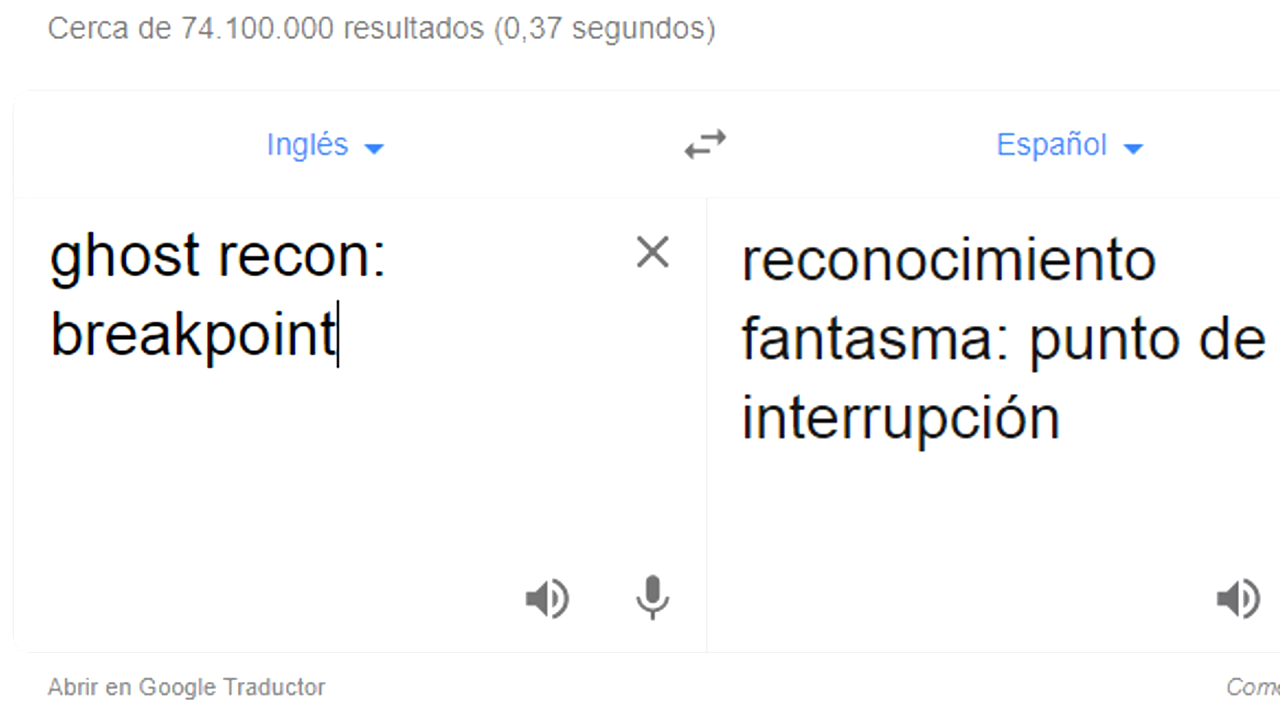 Cerca de 74.100.000 resultados (0,37 segundos)
Inglés
Español
ghost recon:
breakpoint
reconocimiento
fantasma: punto de
interrupción
Abrir en Google Traductor